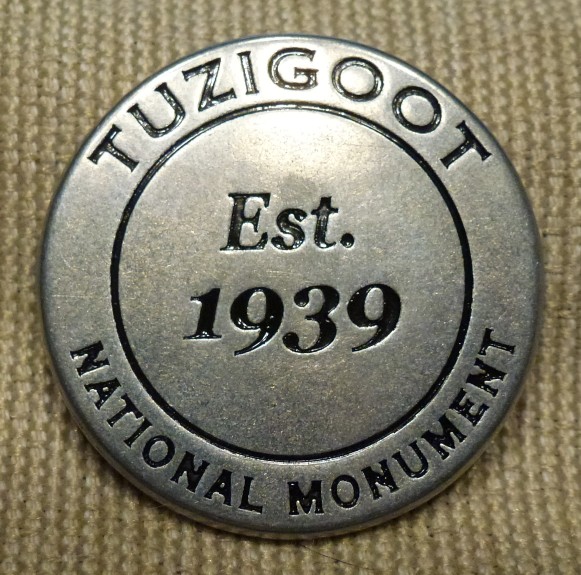 TUZIGOOT
Est.
1939
NATIONAL MONUMENT